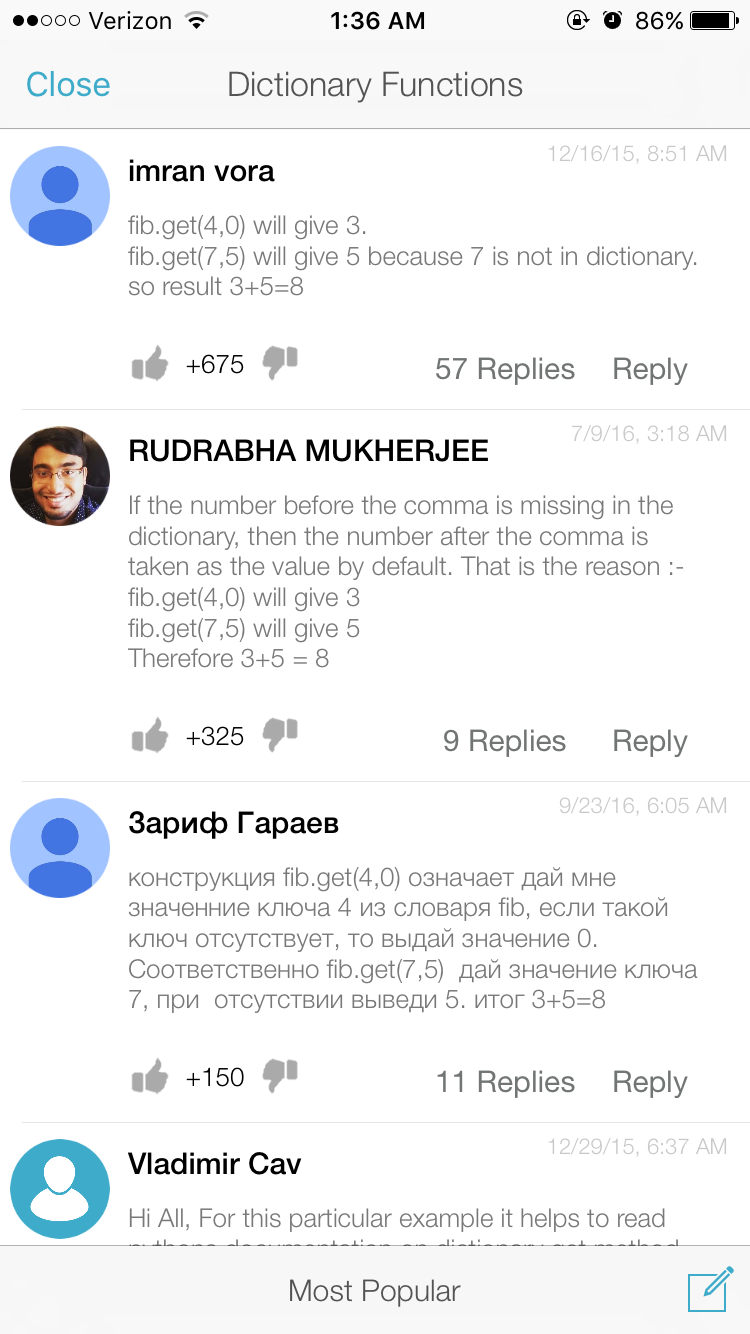 Verizon 1:36 AM 86%
Close Dictionary Functions
imran vora 12/16/15, 8:51 AM
fib.get(4,0) will give 3.
fib.get(7,5) will give 5 because 7 is not in dictionary.
so result 3+5=8
+675 57 Replies Reply
RUDRABHA MUKHERJEE 7/9/16, 3:18 AM
If the number before the comma is missing in the
dictionary, then the number after the comma is
taken as the value by default. That is the reason :-
fib.get(4,0) will give 3
fib.get(7,5) will give 5
Therefore 3+5 = 8
+325 9 Replies Reply
Зариф Гараев 9/23/16, 6:05 AM
конструкция fib.get(4,0) означает дай мне
значенние ключа 4 из словаря fib, если такой
ключ отсутствует, то выдай значение 0.
Соответственно fib.get(7,5)  дай значение ключа
7, при  отсутствии выведи 5. итог 3+5=8
+150 11 Replies Reply
Vladimir Cav 12/29/15, 6:37 AM
Hi All, For this particular example it helps to read
Most Popular